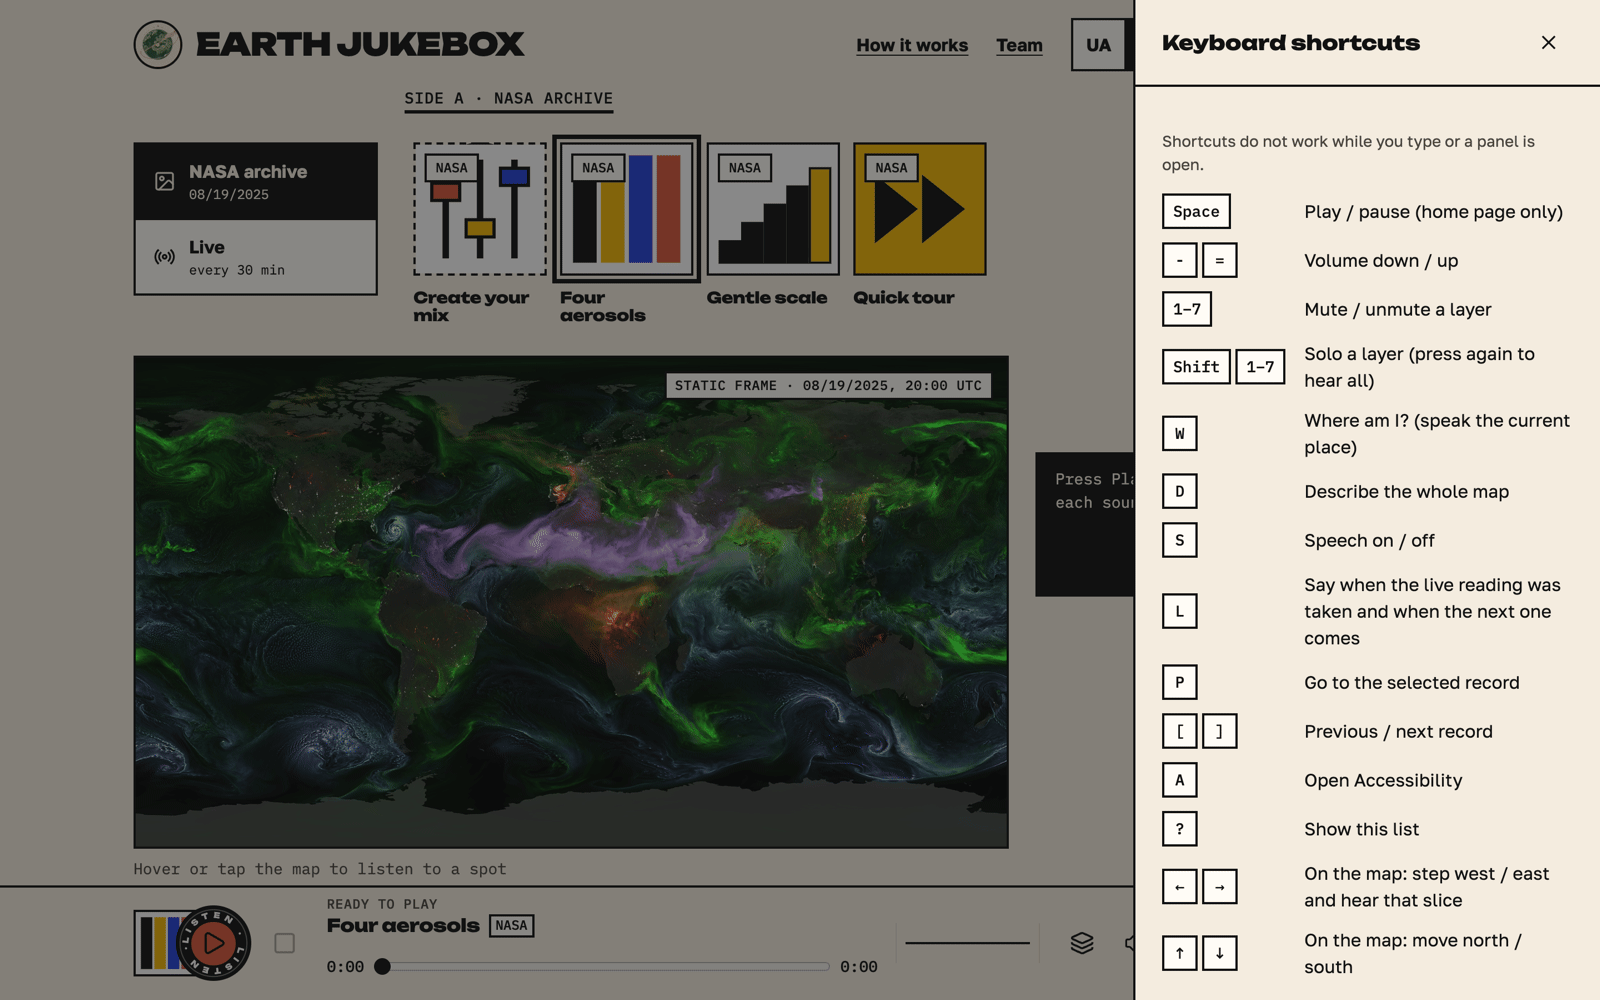 EARTH JUKEBOX
How it works
Team
UA
SIDE A · NASA ARCHIVE
NASA archive
08/19/2025
Live
every 30 min
NASA
Create your
mix
NASA
Four
aerosols
NASA
Gentle scale
NASA
Quick tour
STATIC FRAME · 08/19/2025, 20:00 UTC
Press
each
Hover or tap the map to listen to a spot
LISTEN · LISTEN ·
READY TO PLAY
Four aerosols NASA
0:00
0:00
Keyboard shortcuts
Shortcuts do not work while you type or a panel is
open.
Space Play / pause (home page only)
- = Volume down / up
1–7 Mute / unmute a layer
Shift 1–7 Solo a layer (press again to
hear all)
W Where am I? (speak the current
place)
D Describe the whole map
S Speech on / off
L Say when the live reading was
taken and when the next one
comes
P Go to the selected record
[ ] Previous / next record
A Open Accessibility
? Show this list
← → On the map: step west / east
and hear that slice
↑ ↓ On the map: move north /
south